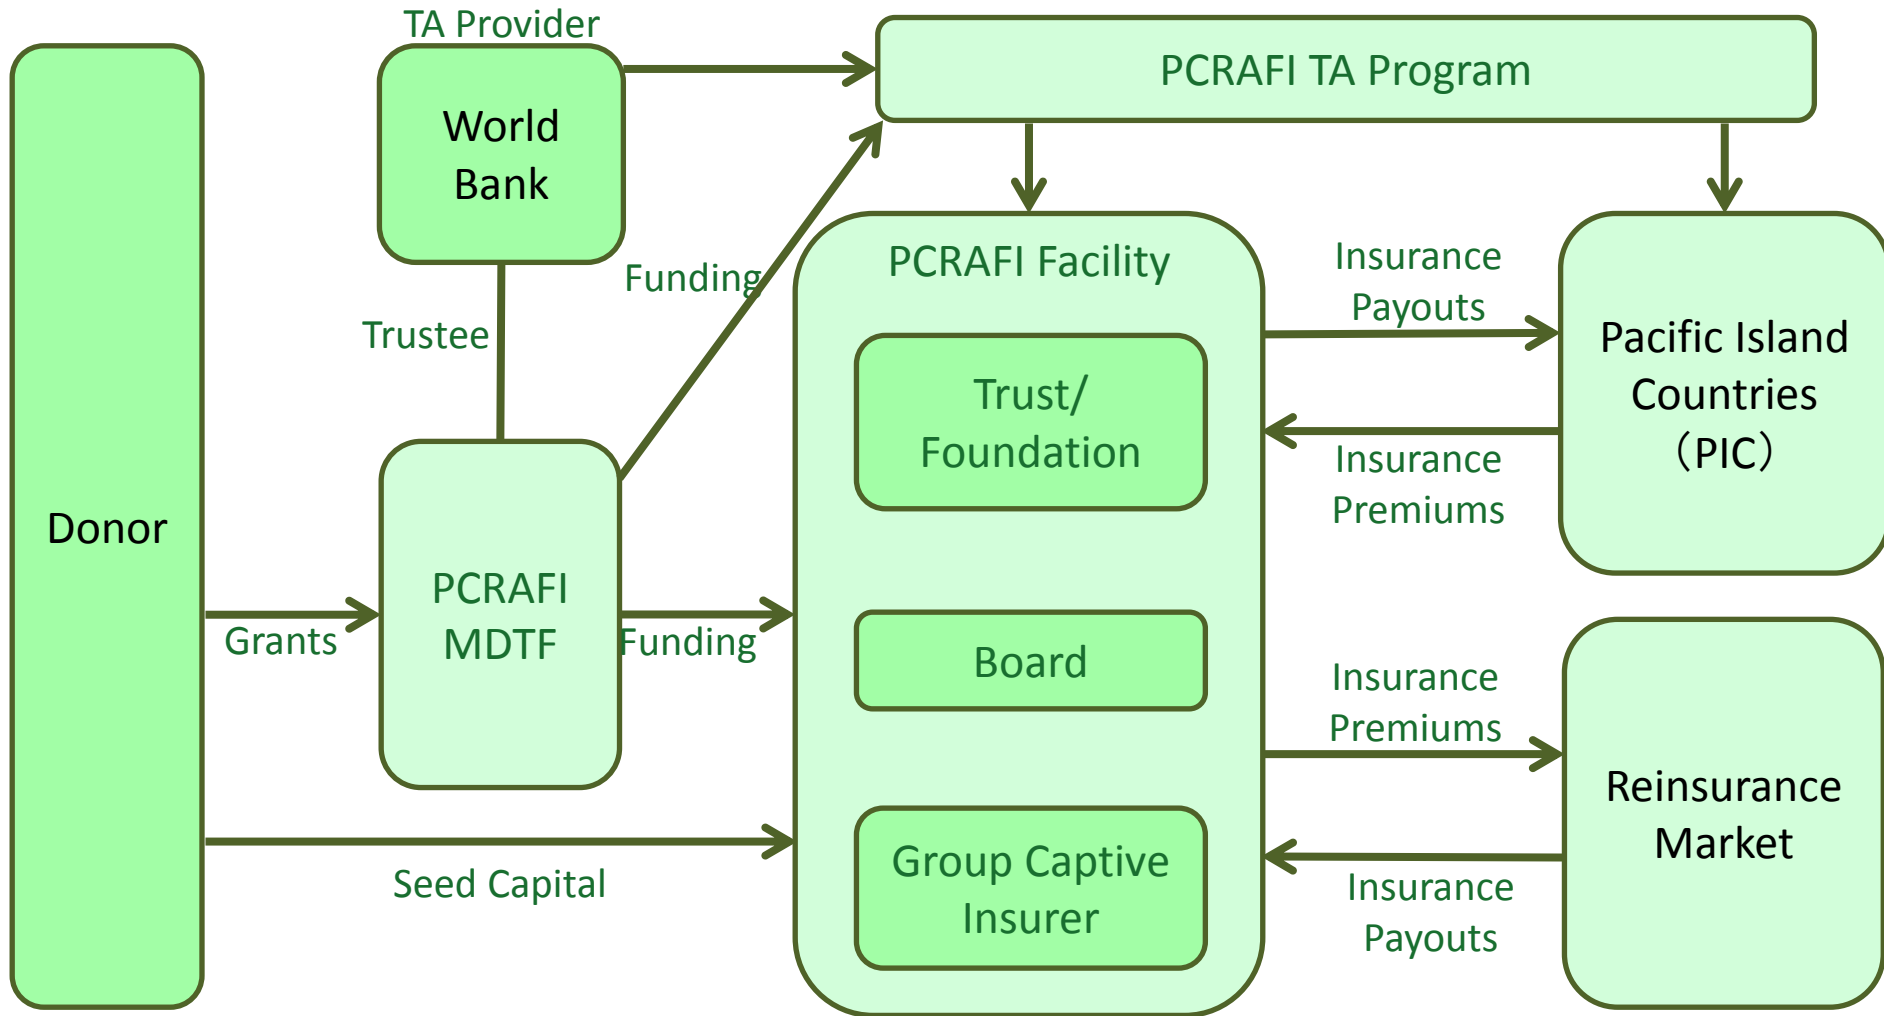 TA Provider
World
Bank
PCRAFI TA Program
Funding
Trustee
Donor
Grants
PCRAFI
MDTF
Funding
Seed Capital
PCRAFI Facility
Trust/
Foundation
Board
Group Captive
Insurer
Insurance
Payouts
Insurance
Premiums
Pacific Island
Countries
（PIC）
Insurance
Premiums
Insurance
Payouts
Reinsurance
Market